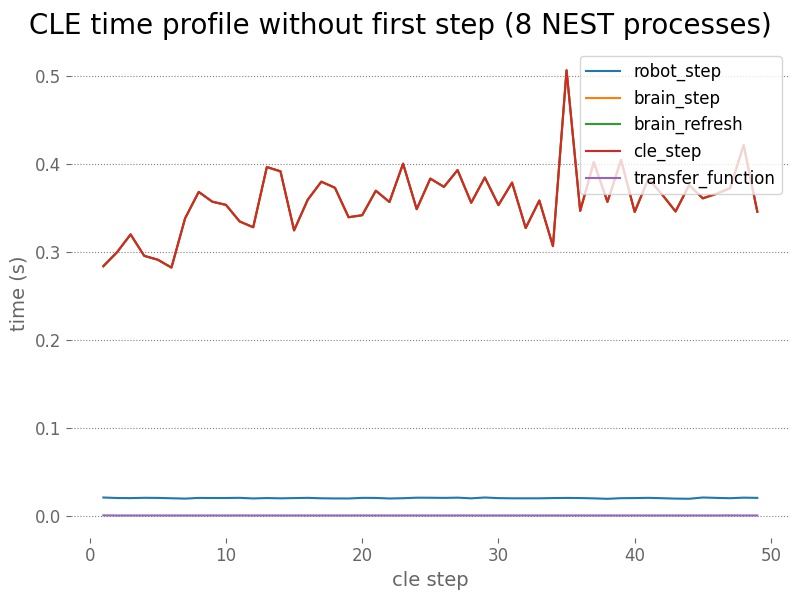 CLE time profile without first step (8 NEST processes)
robot_step
brain_step
brain_refresh
cle_step
transfer_function
time (s)
0.5
0.4
0.3
0.2
0.1
0.0
0 10 20 30 40 50
cle step